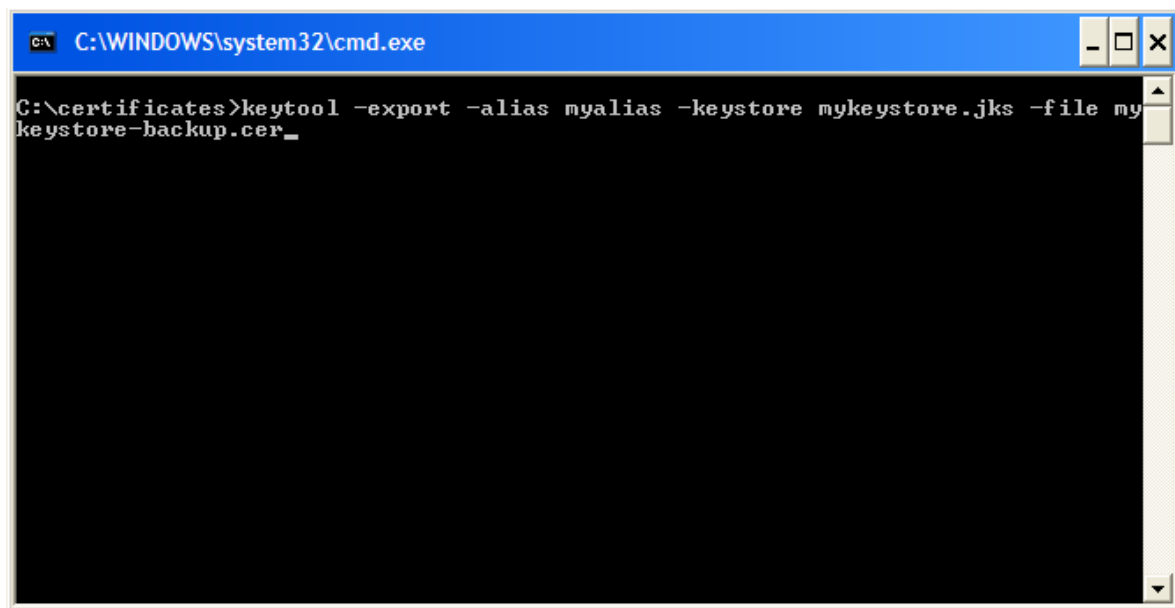 C:\WINDOWS\system32\cmd.exe
C:\certificates>keytool -export -alias myalias -keystore mykeystore.jks -file my
keystore-backup.cer_